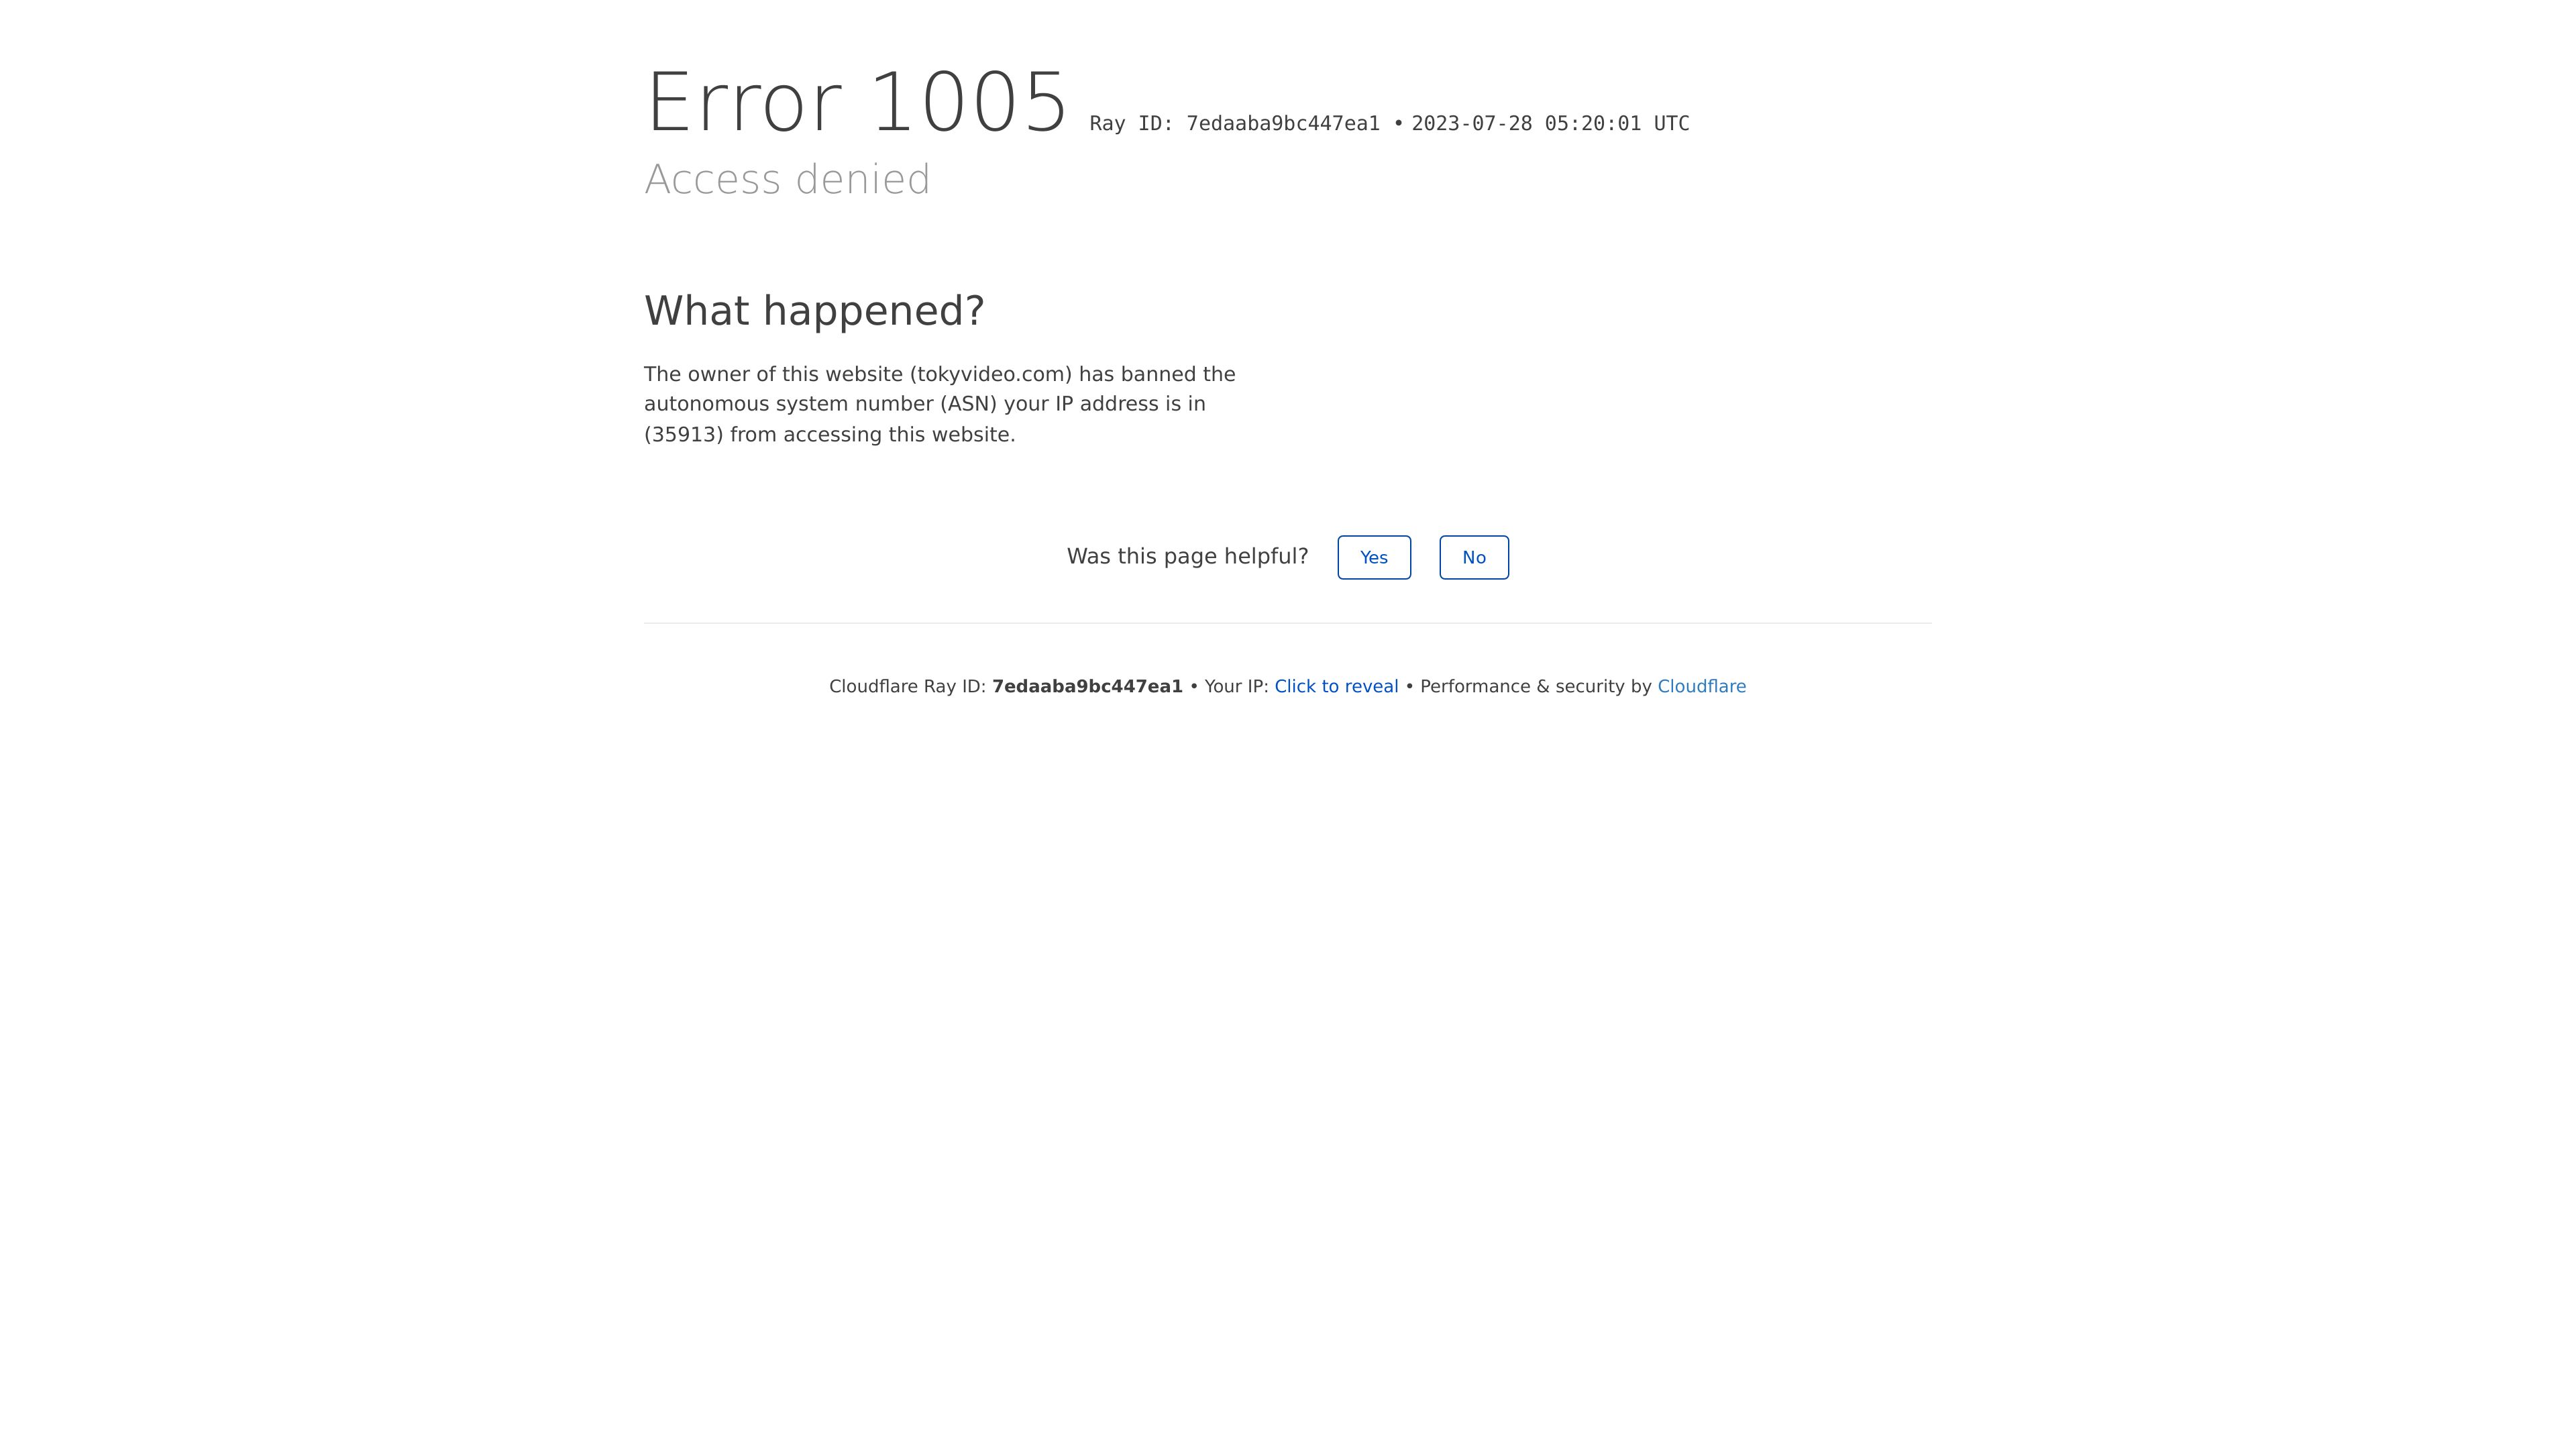 Error 1005 Ray ID: 7edaaba9bc447ea1 • 2023-07-28 05:20:01 UTC
Access denied
What happened?
The owner of this website (tokyvideo.com) has banned the
autonomous system number (ASN) your IP address is in
(35913) from accessing this website.
Was this page helpful? Yes No
Cloudflare Ray ID: 7edaaba9bc447ea1 • Your IP: Click to reveal • Performance & security by Cloudflare